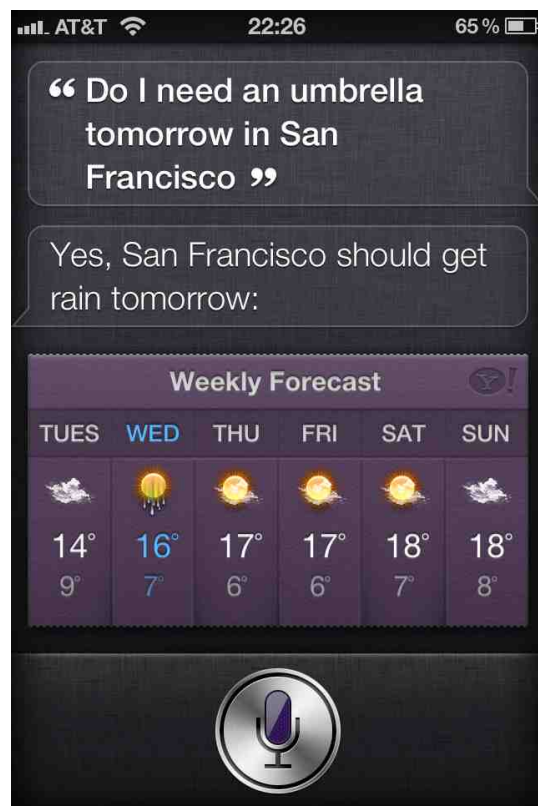 AT&T 22:26 65%
“ Do I need an umbrella
tomorrow in San
Francisco ”
Yes, San Francisco should get
rain tomorrow:
Weekly Forecast Y!
TUES WED THU FRI SAT SUN
14° 16° 17° 17° 18° 18°
9° 7° 6° 6° 7° 8°